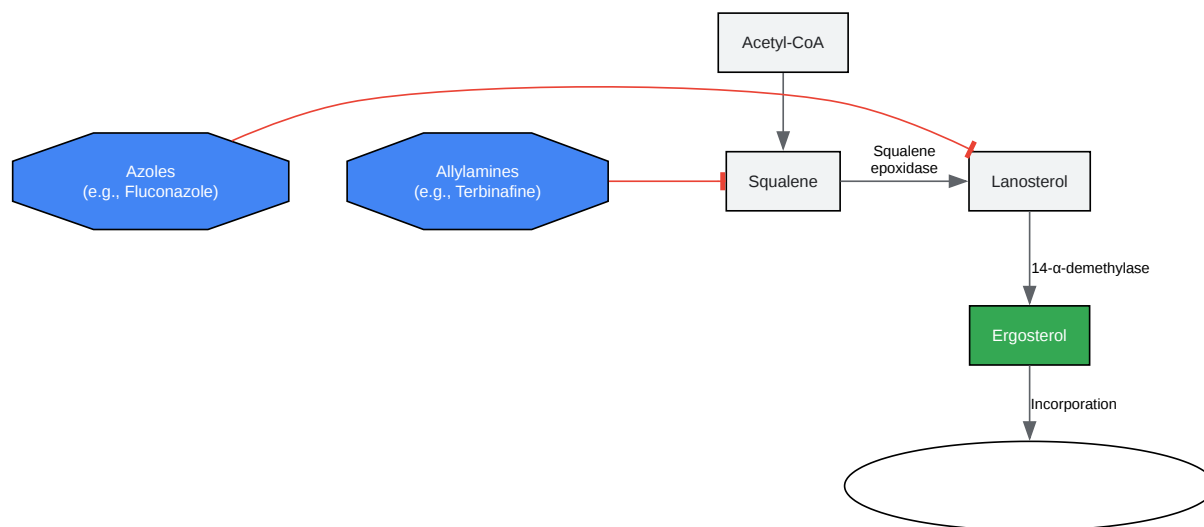 Acetyl-CoA
Azoles
(e.g., Fluconazole)
Allylamines
(e.g., Terbinafine)
Squalene
Squalene
epoxidase
Lanosterol
14-α-demethylase
Ergosterol
Incorporation